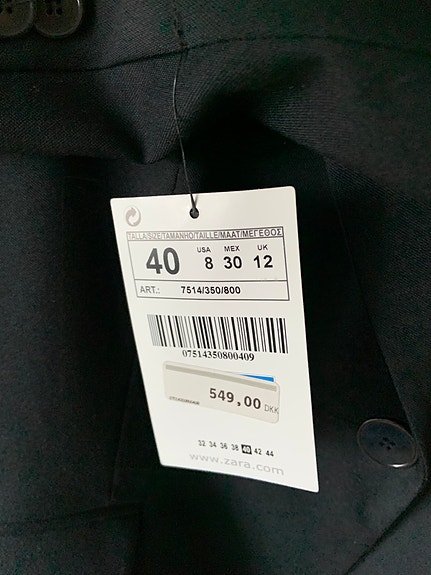 TALLA/SIZE/TAMANHO/TAILLE/MAAT/ΜΕΓΕΘΟΣ
USA MEX UK
40 8 30 12
ART.: 7514/350/800
07514350800409
549,00 DKK
32 34 36 38 40 42 44
www.zara.com